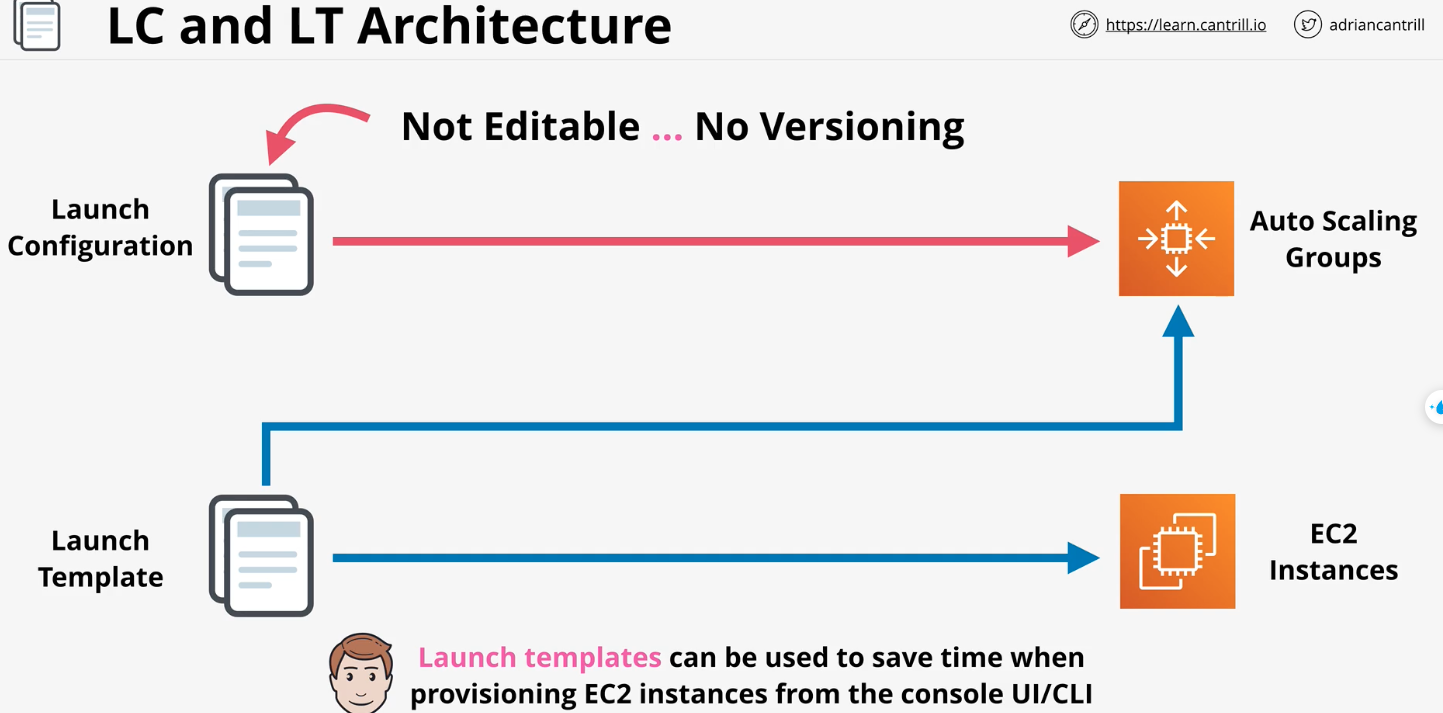 LC and LT Architecture
https://learn.cantrill.io
adriancantrill
Not Editable ... No Versioning
Launch
Configuration
Auto Scaling
Groups
Launch
Template
EC2
Instances
Launch templates can be used to save time when
provisioning EC2 instances from the console UI/CLI